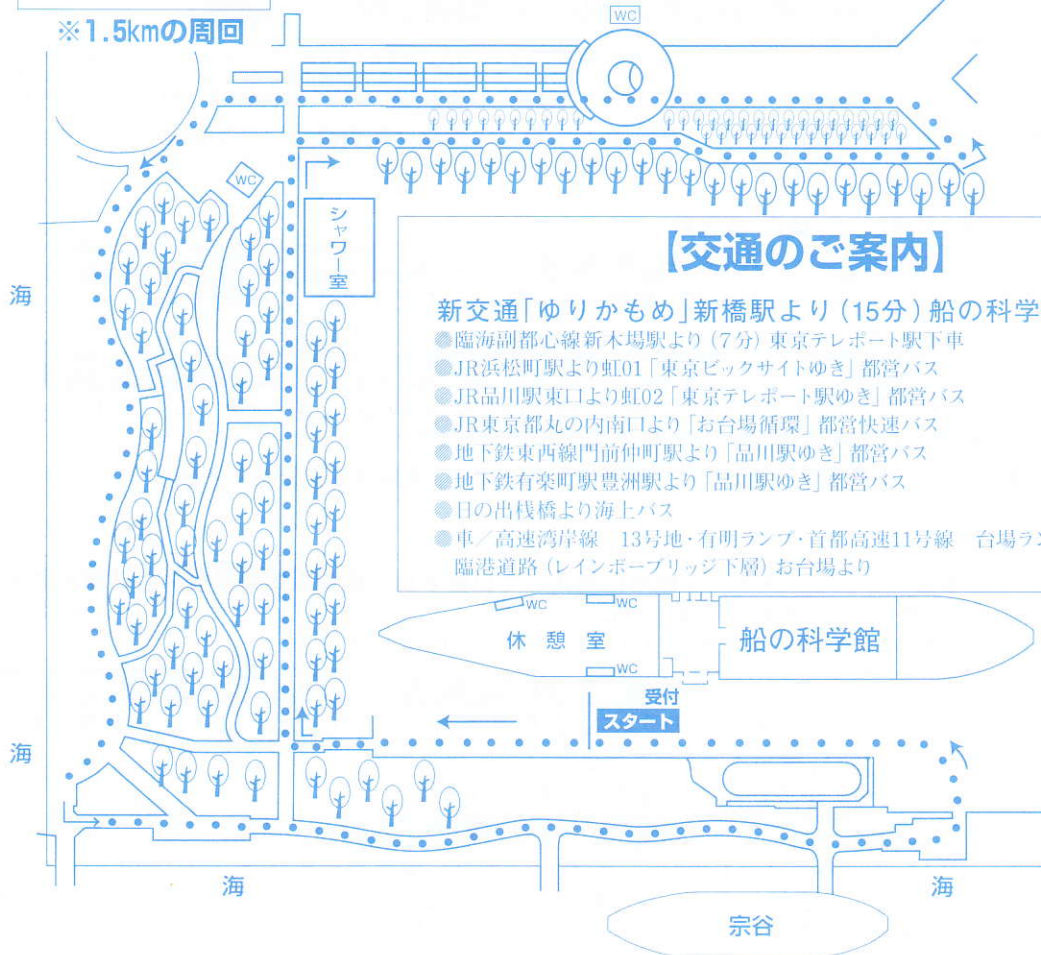 ※1.5kmの周回
WC
WC
シャワー室
【交通のご案内】
新交通「ゆりかもめ」新橋駅より(15分)船の科学
◎臨海副都心線新木場駅より(7分)東京テレポート駅下車
◎JR浜松町駅より虹01「東京ビックサイトゆき」都営バス
◎JR品川駅東口より虹02「東京テレポート駅ゆき」都営バス
◎JR東京都丸の内南口より「お台場循環」都営快速バス
◎地下鉄東西線門前仲町駅より「品川駅ゆき」都営バス
◎地下鉄有楽町駅豊洲駅より「品川駅ゆき」都営バス
◎日の出桟橋より海上バス
◎車/高速湾岸線 13号地・有明ランプ・首都高速11号線 台場ラン
臨港道路(レインボーブリッジ下層)お台場より
海
WC
WC
休憩室
船の科学館
WC
受付
スタート
海
海
海
宗谷